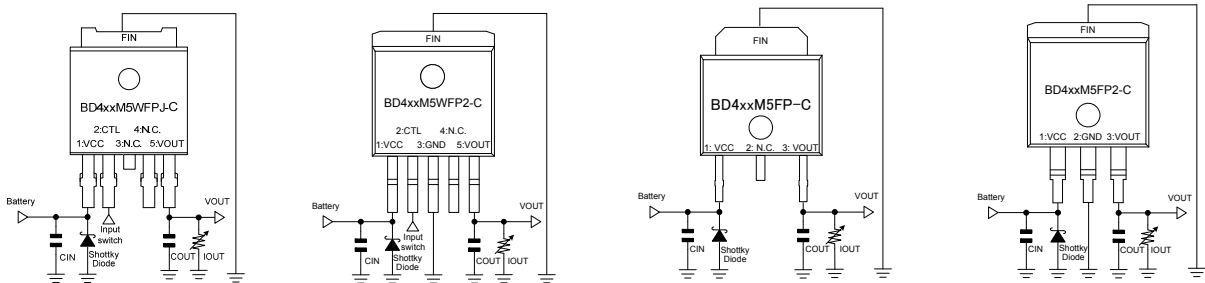 FIN
BD4xxM5WFPJ-C
2:CTL 4:N.C.
1:VCC 3:N.C. 5:VOUT
Battery
VOUT
Input
switch
CIN
Shottky
Diode
COUT
IOUT
FIN
BD4xxM5WFP2-C
2:CTL 4:N.C.
1:VCC 3:GND 5:VOUT
Battery
VOUT
Input
switch
CIN
Shottky
Diode
COUT
IOUT
FIN
BD4xxM5FP-C
1: VCC 2: N.C. 3: VOUT
Battery
VOUT
CIN
Shottky
Diode
COUT
IOUT
FIN
BD4xxM5FP2-C
1:VCC 2:GND 3:VOUT
Battery
VOUT
CIN
Shottky
Diode
COUT
IOUT